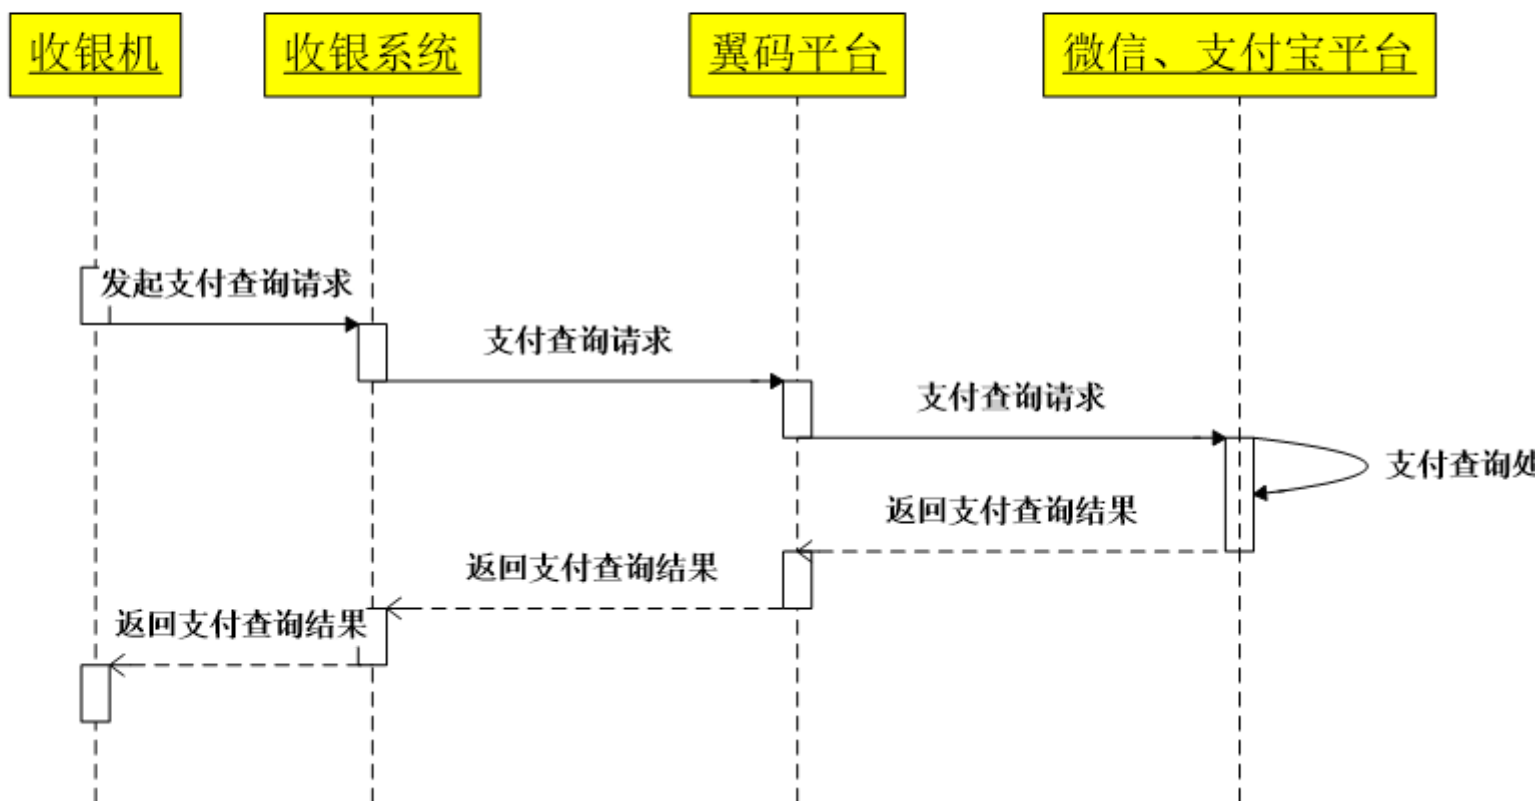 收银机
收银系统
翼码平台
微信、支付宝平台
发起支付查询请求
支付查询请求
支付查询请求
支付查询处
返回支付查询结果
返回支付查询结果
返回支付查询结果